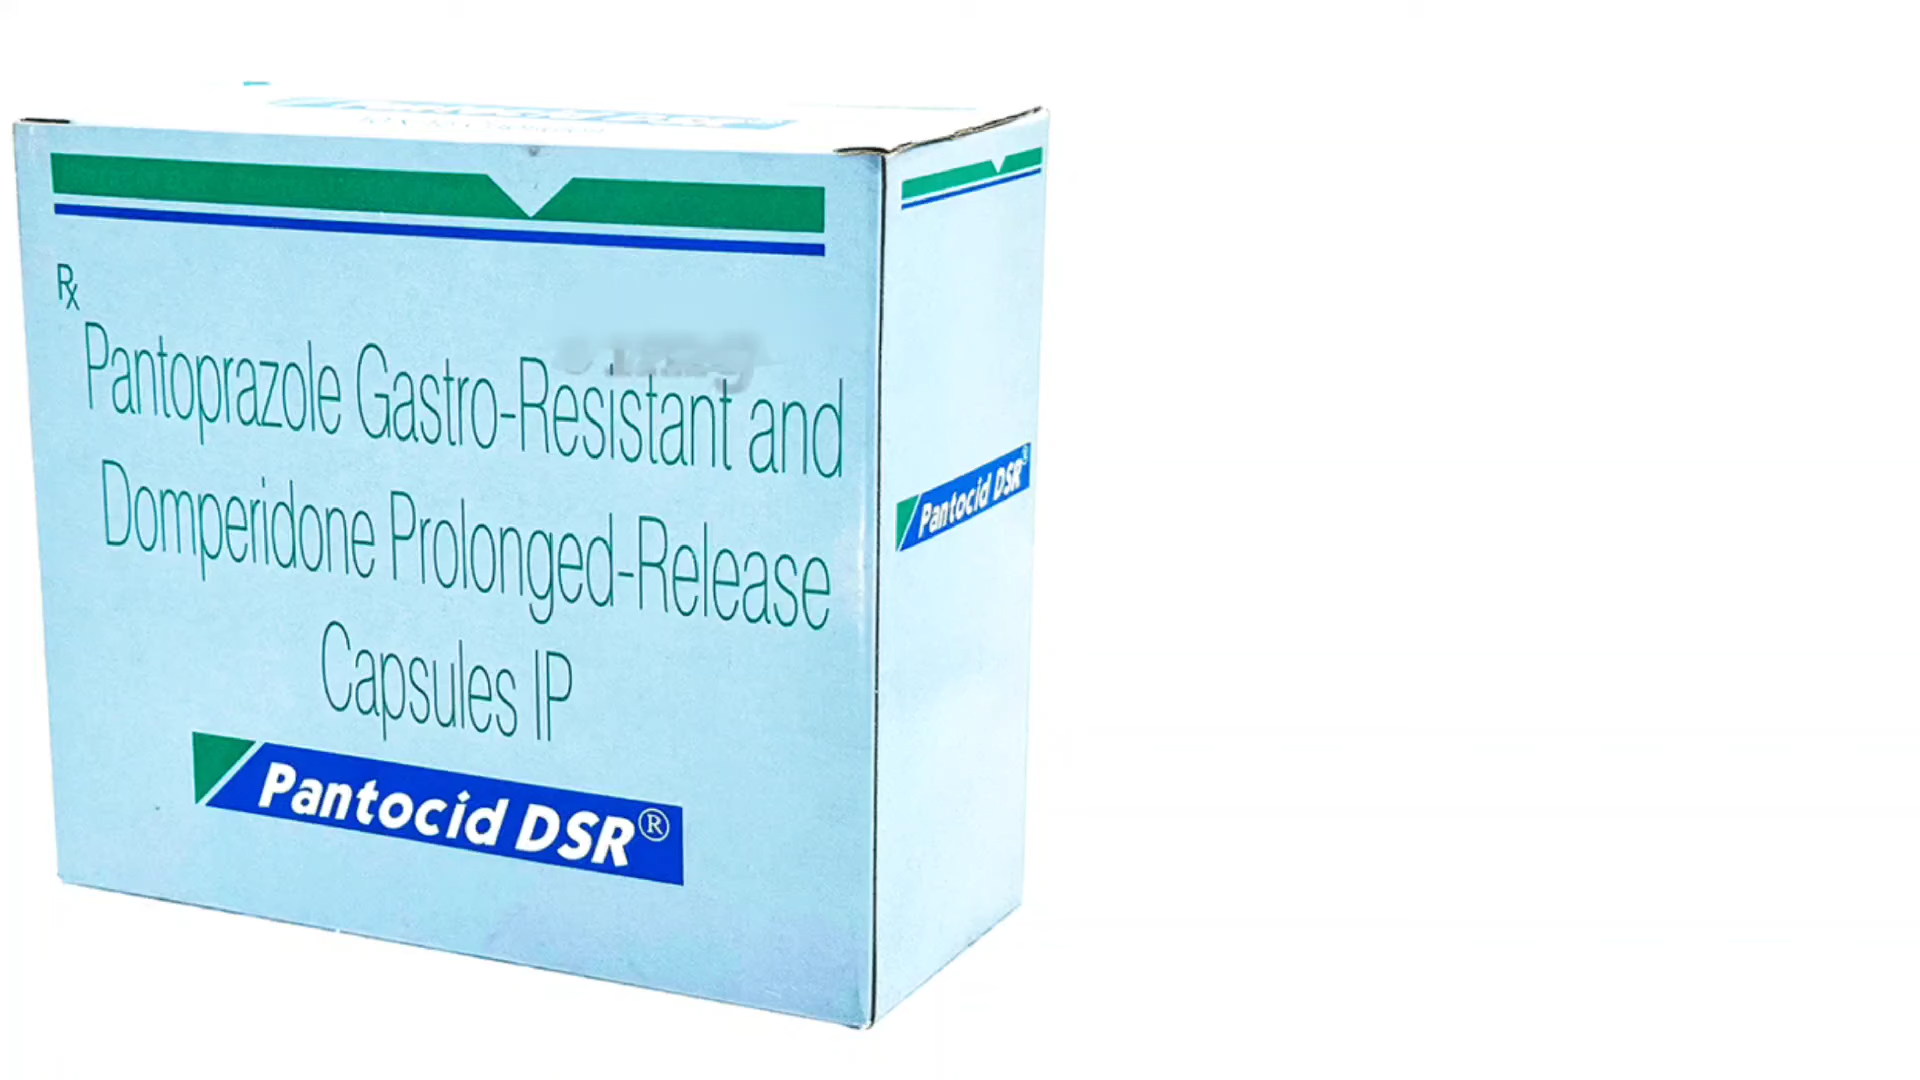 Rx
Pantoprazole Gastro-Resistant and
Domperidone Prolonged-Release
Capsules IP
Pantocid DSR®
Pantocid DSR®